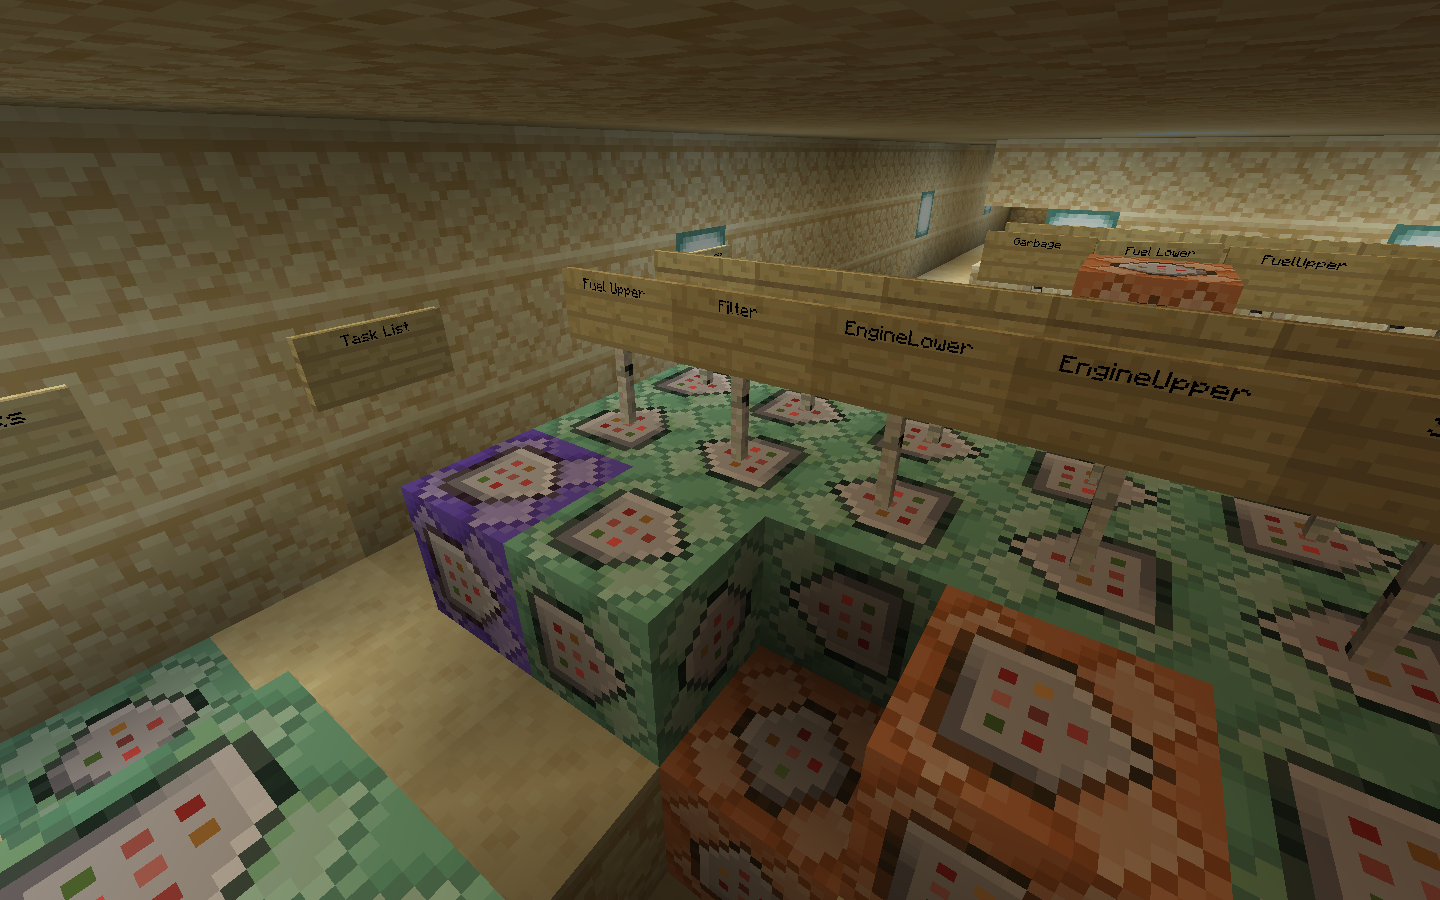 Garbage
Fuel Lower
FuelUpper
Fuel Upper
Filter
EngineLower
EngineUpper
Task List